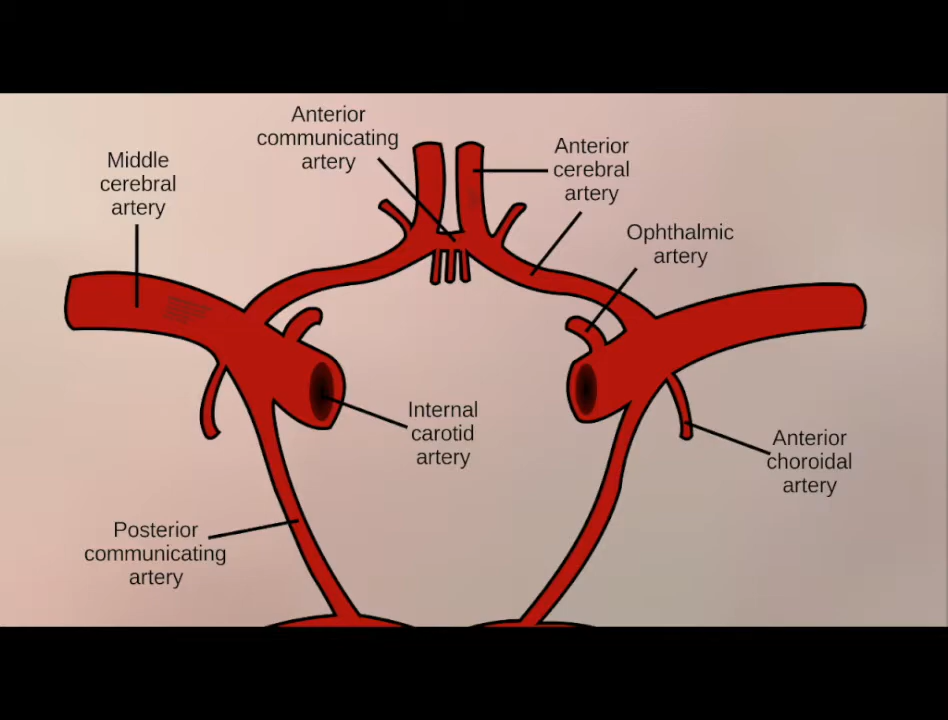 Anterior
communicating
artery
Anterior
cerebral
artery
Middle
cerebral
artery
Ophthalmic
artery
Internal
carotid
artery
Anterior
choroidal
artery
Posterior
communicating
artery